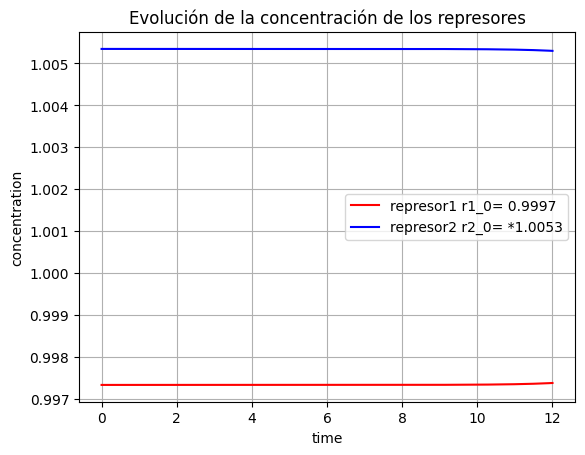 Evolución de la concentración de los represores
1.005
1.004
1.003
1.002
1.001
1.000
0.999
0.998
0.997
concentration
represor1 r1_0= 0.9997
represor2 r2_0= *1.0053
0 2 4 6 8 10 12
time